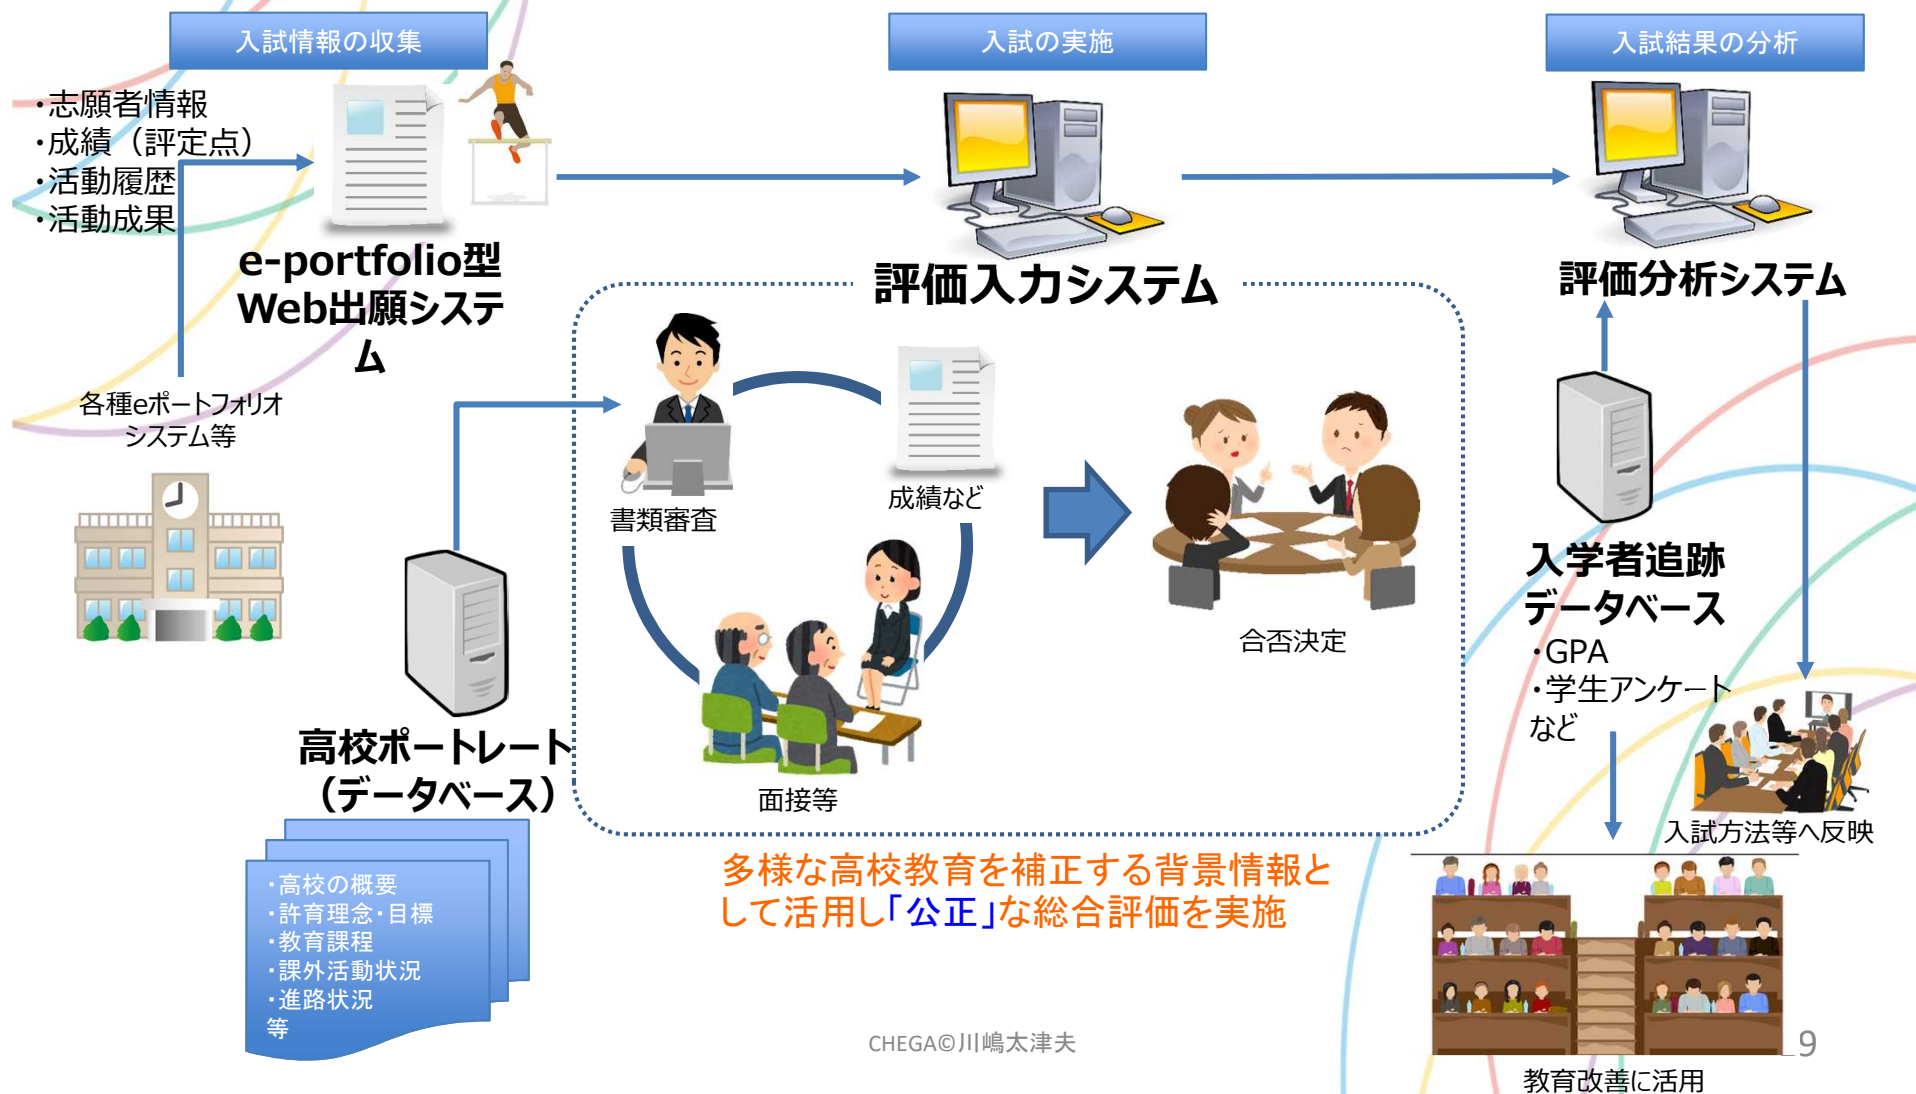 入試情報の収集
入試の実施
入試結果の分析
・志願者情報
・成績（評定点）
・活動履歴
・活動成果
e-portfolio型
Web出願システ
ム
評価入力システム
評価分析システム
各種eポートフォリオ
システム等
書類審査
成績など
面接等
合否決定
高校ポートレート
（データベース）
・高校の概要
・許育理念・目標
・教育課程
・課外活動状況
・進路状況
等
入学者追跡
データベース
・GPA
・学生アンケート
など
入試方法等へ反映
多様な高校教育を補正する背景情報と
して活用し「公正」な総合評価を実施
教育改善に活用
CHEGA©川嶋太津夫
9